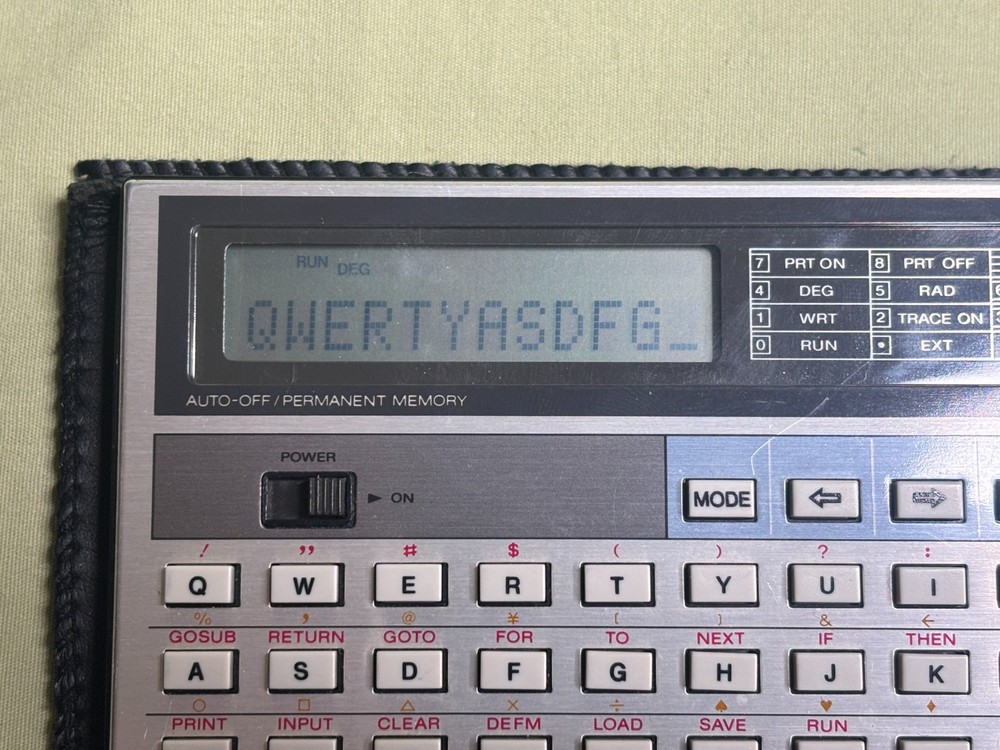 RUN DEG
QWERTYASDFG_
7 PRT ON 8 PRT OFF
4 DEG 5 RAD
1 WRT 2 TRACE ON
0 RUN • EXT
AUTO-OFF / PERMANENT MEMORY
POWER
► ON
MODE ⇦ ⇨
! ” # $ ( ) ? :
Q W E R T Y U I
% ’ @ ¥ [ ] & ←
GOSUB RETURN GOTO FOR TO NEXT IF THEN
A S D F G H J K
○ □ △ × ÷ ♠ ♥ ♦
PRINT INPUT CLEAR DEFM LOAD SAVE RUN